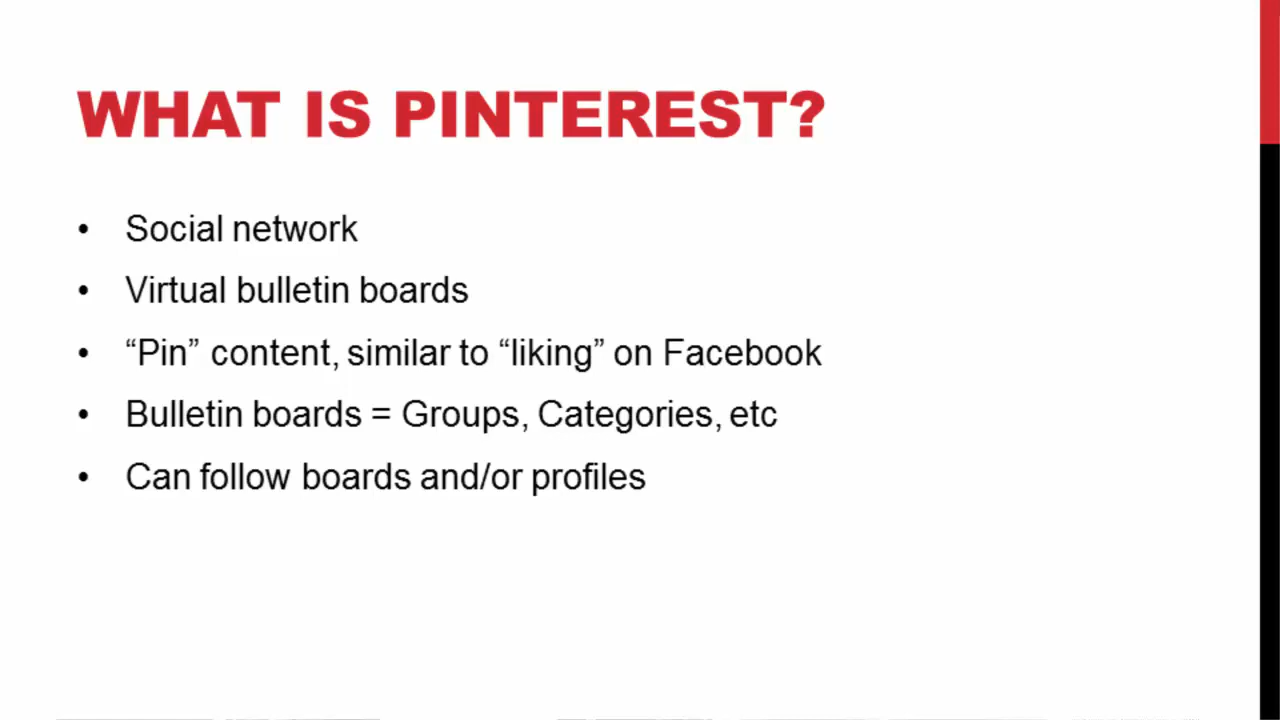 WHAT IS PINTEREST?
• Social network
• Virtual bulletin boards
• “Pin” content, similar to “liking” on Facebook
• Bulletin boards = Groups, Categories, etc
• Can follow boards and/or profiles